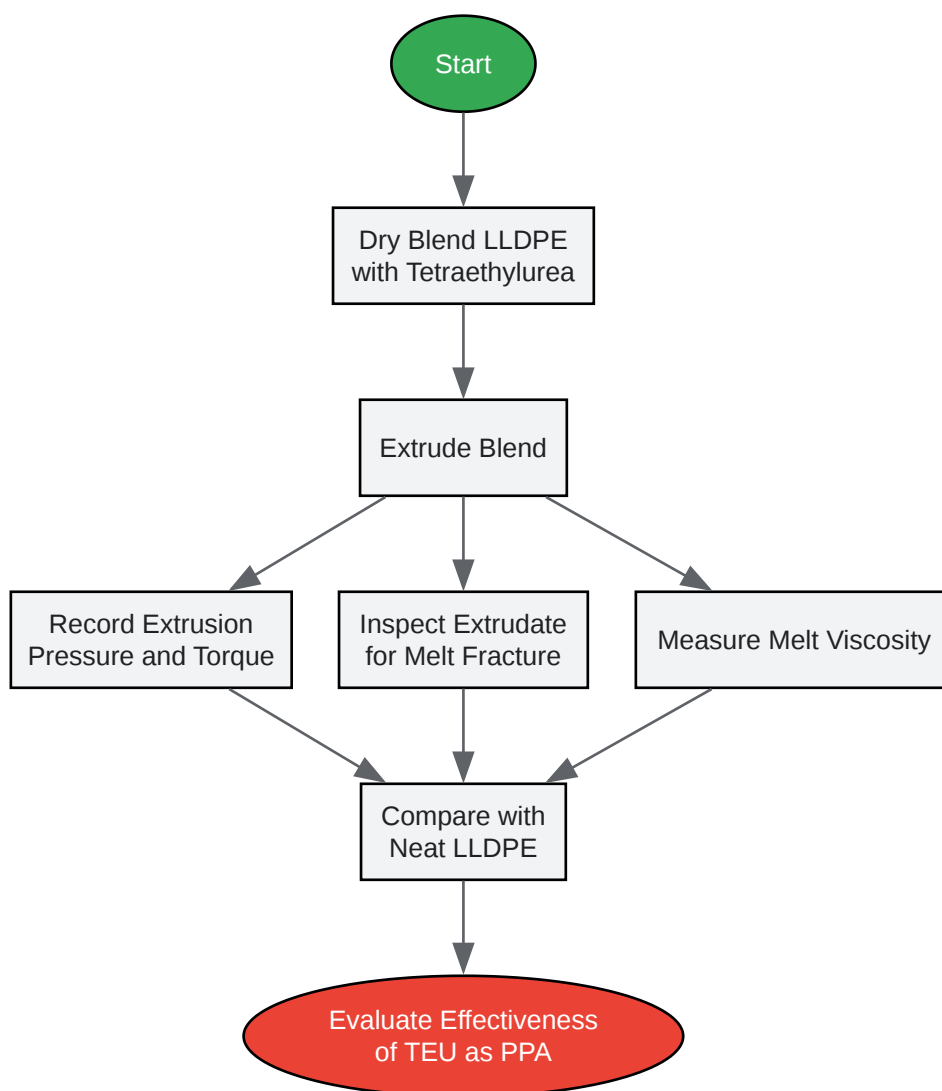 Start
Dry Blend LLDPE
with Tetraethylurea
Extrude Blend
Record Extrusion
Pressure and Torque
Inspect Extrudate
for Melt Fracture
Measure Melt Viscosity
Compare with
Neat LLDPE
Evaluate Effectiveness
of TEU as PPA